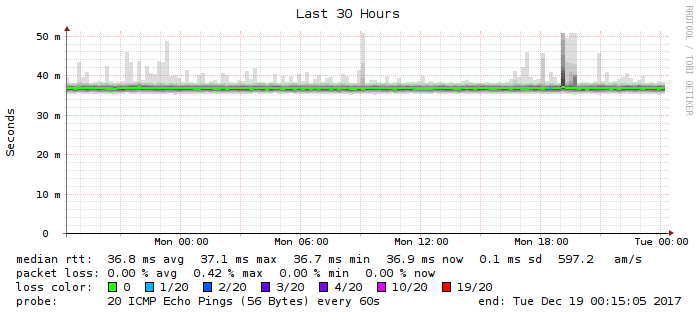 Last 30 Hours
RRDTOOL / TOBI OETIKER
Seconds
50 m
40 m
30 m
20 m
10 m
0
Mon 00:00 Mon 06:00 Mon 12:00 Mon 18:00 Tue 00:00
median rtt: 36.8 ms avg 37.1 ms max 36.7 ms min 36.9 ms now 0.1 ms sd 597.2 am/s
packet loss: 0.00 % avg 0.42 % max 0.00 % min 0.00 % now
loss color: 0 1/20 2/20 3/20 4/20 10/20 19/20
probe: 20 ICMP Echo Pings (56 Bytes) every 60s end: Tue Dec 19 00:15:05 2017